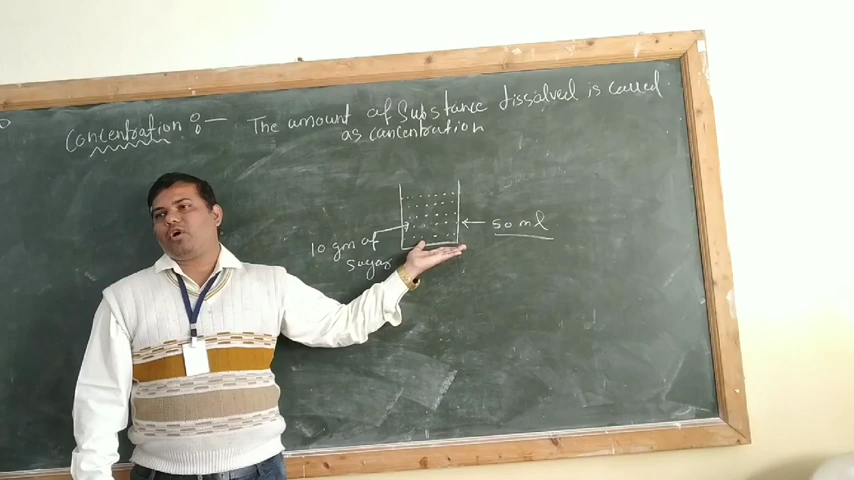 Concentration :— The amount of Substance dissolved is called
as concentration
10 gm of
sugar
50 ml